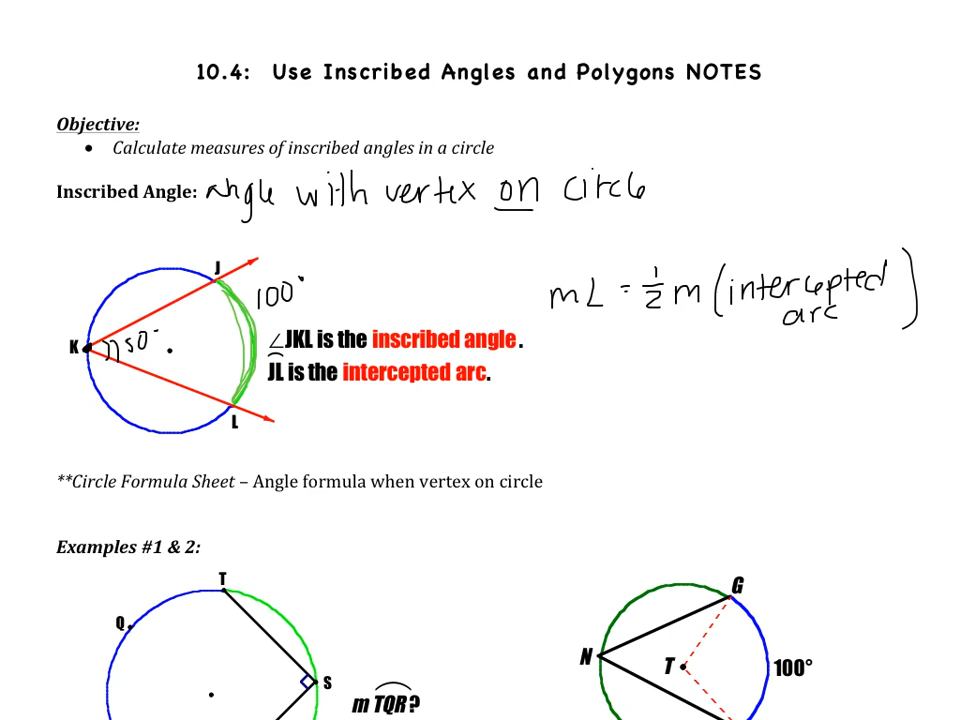 10.4: Use Inscribed Angles and Polygons NOTES
Objective:
• Calculate measures of inscribed angles in a circle
Inscribed Angle: Angle with vertex on circle
J
100°
m∠ = 1/2 m (intercepted arc)
K
50°
∠JKL is the inscribed angle.
JL is the intercepted arc.
L
**Circle Formula Sheet – Angle formula when vertex on circle
Examples #1 & 2:
T
G
Q
N
T
100°
S
m TQR?